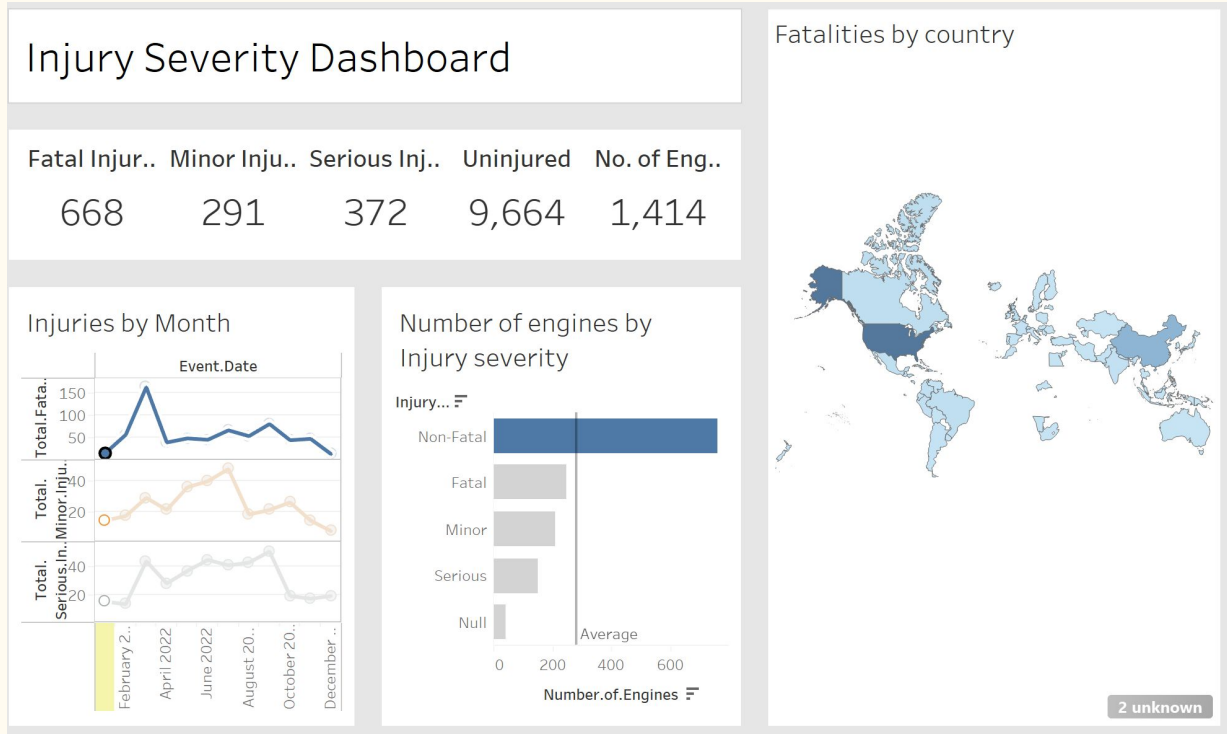 Injury Severity Dashboard
Fatal Injur.. Minor Inju.. Serious Inj.. Uninjured No. of Eng..
668 291 372 9,664 1,414
Injuries by Month
Event.Date
Total.Fata..
150
100
50
Total.
Minor.Inju..
40
20
Total.
Serious.In..
40
20
February 2..
April 2022
June 2022
August 20..
October 20..
December ..
Number of engines by
Injury severity
Injury...
Non-Fatal
Fatal
Minor
Serious
Null
Average
0 200 400 600
Number.of.Engines
Fatalities by country
2 unknown